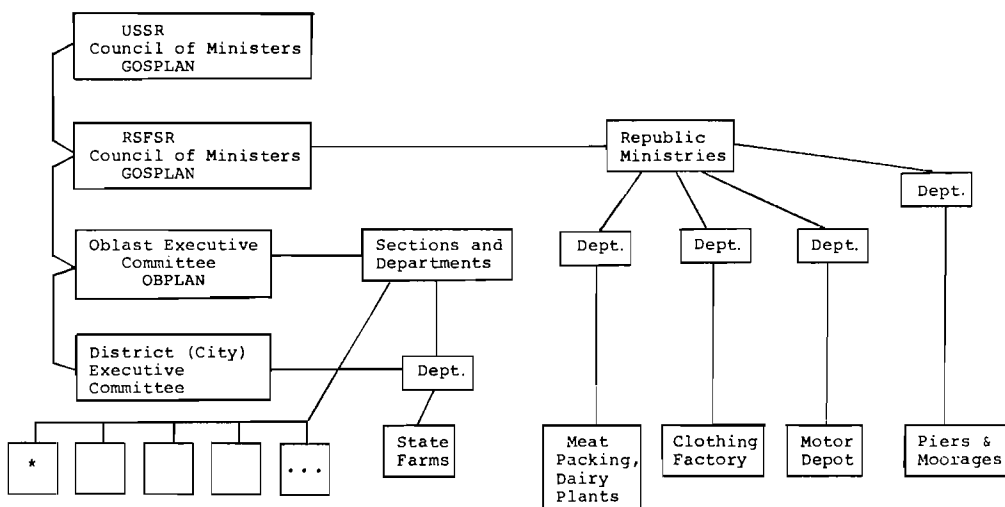 USSR
Council of Ministers
GOSPLAN
RSFSR
Council of Ministers
GOSPLAN
Republic
Ministries
Dept.
Oblast Executive
Committee
OBPLAN
Sections and
Departments
Dept.
Dept.
Dept.
District (City)
Executive
Committee
Dept.
*
...
State
Farms
Meat
Packing,
Dairy
Plants
Clothing
Factory
Motor
Depot
Piers &
Moorages